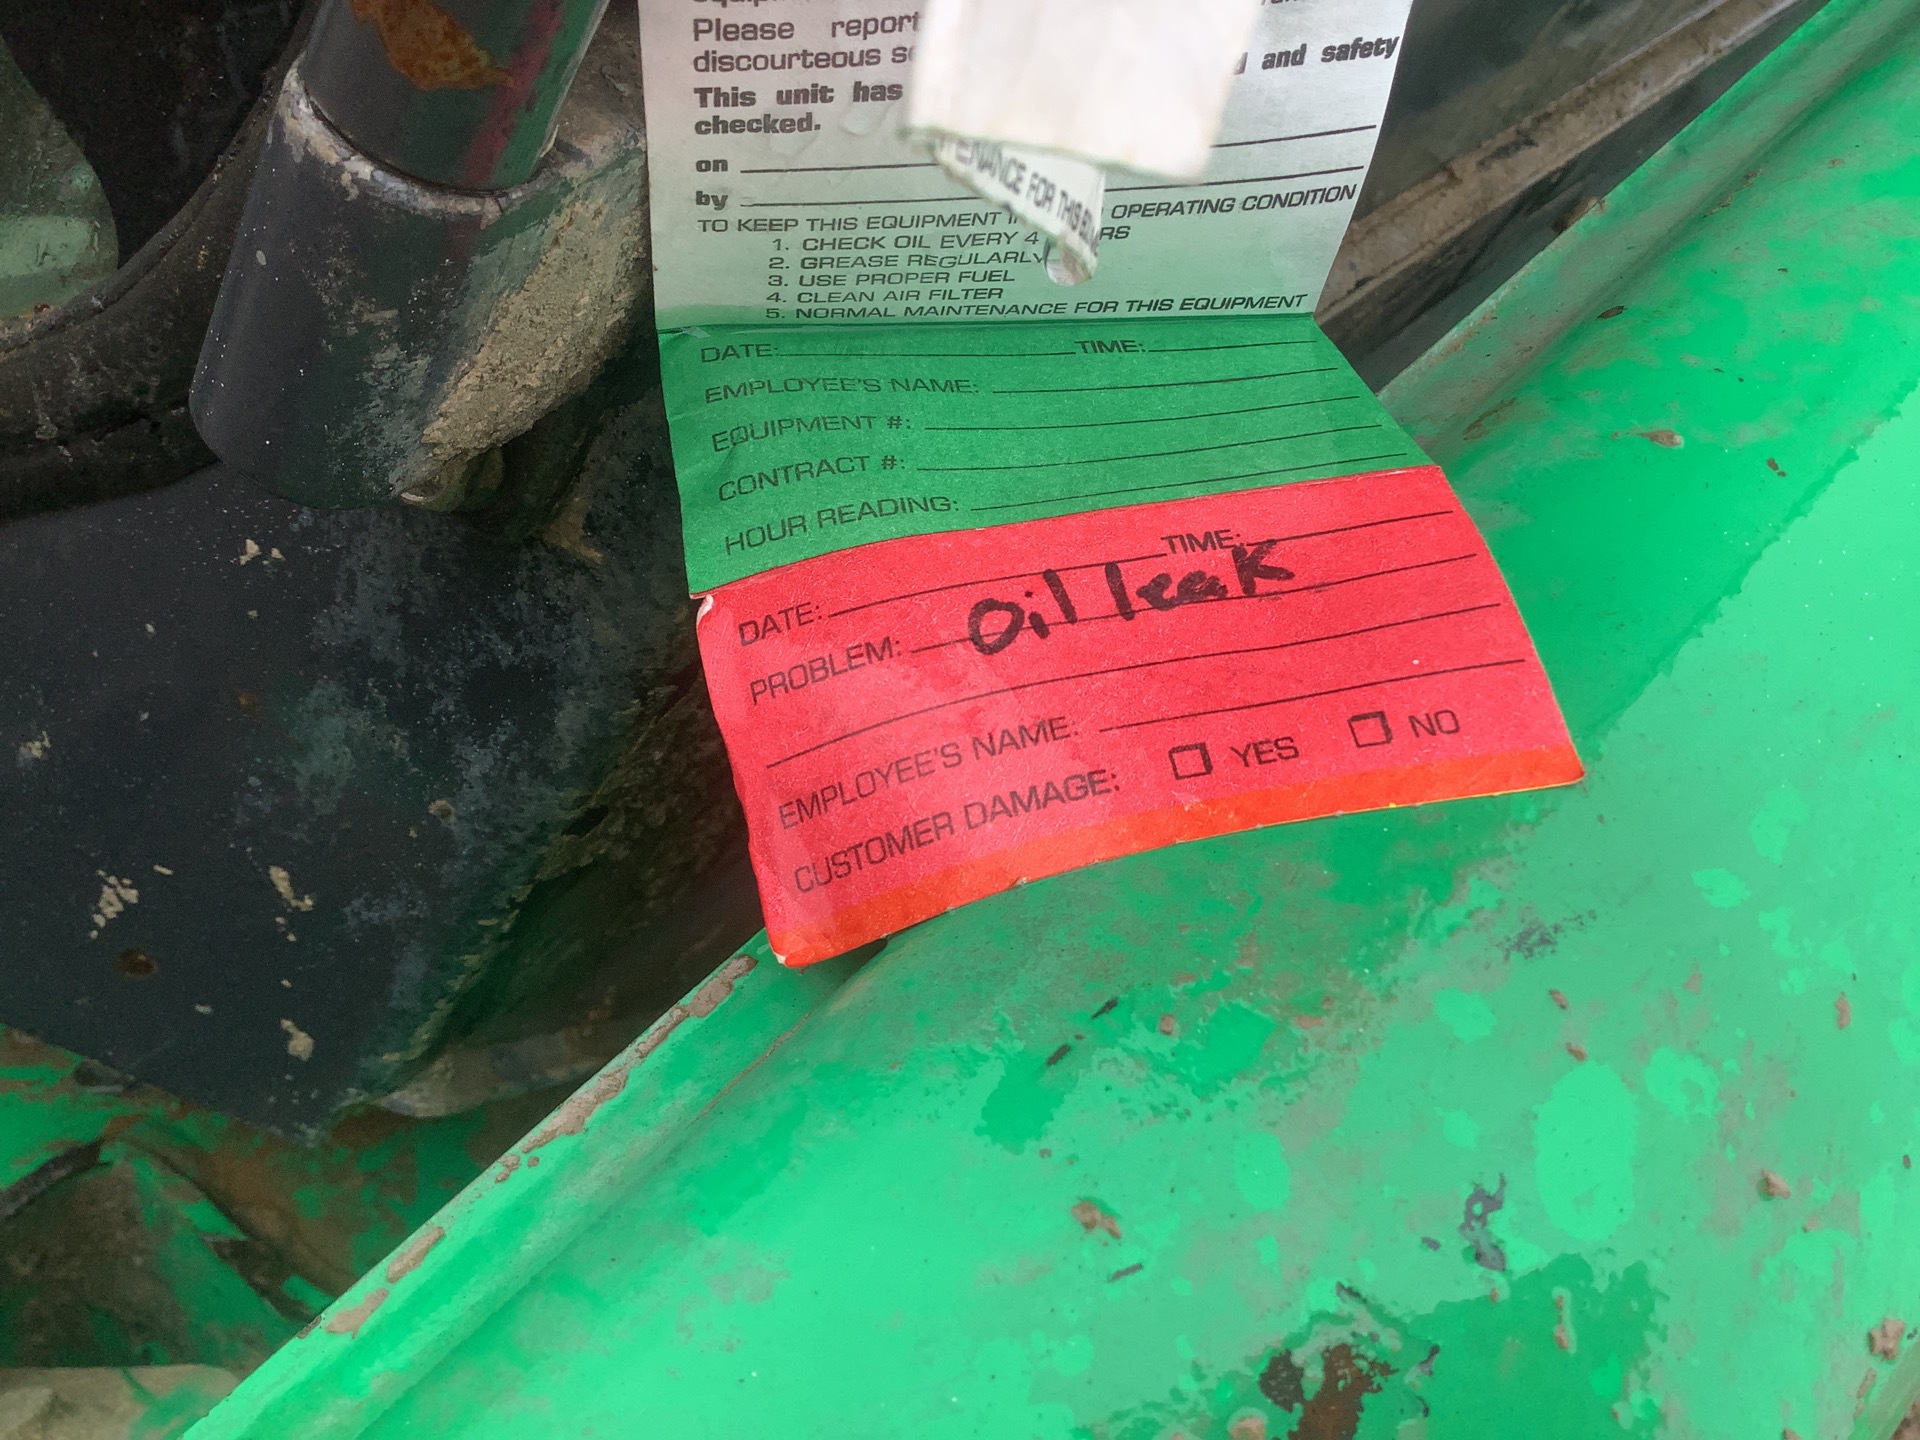 Please report
discourteous
and safety
This unit has
checked.
on
by
TENANCE FOR THIS
TO KEEP THIS EQUIPMENT OPERATING CONDITION
1. CHECK OIL EVERY 4
2. GREASE REGULARLY
3. USE PROPER FUEL
4. CLEAN AIR FILTER
5. NORMAL MAINTENANCE FOR THIS EQUIPMENT
DATE: TIME:
EMPLOYEE'S NAME:
EQUIPMENT #:
CONTRACT #:
HOUR READING:
DATE: TIME:
PROBLEM: Oil leak
EMPLOYEE'S NAME:
CUSTOMER DAMAGE: YES NO